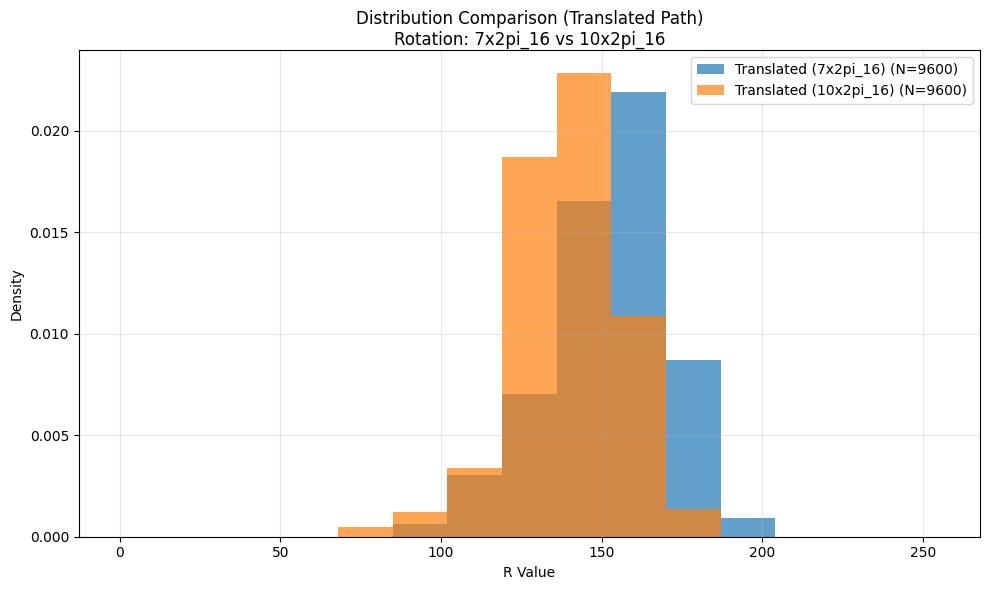 Distribution Comparison (Translated Path)
Rotation: 7x2pi_16 vs 10x2pi_16
Translated (7x2pi_16) (N=9600)
Translated (10x2pi_16) (N=9600)
Density
0.020
0.015
0.010
0.005
0.000
0 50 100 150 200 250
R Value